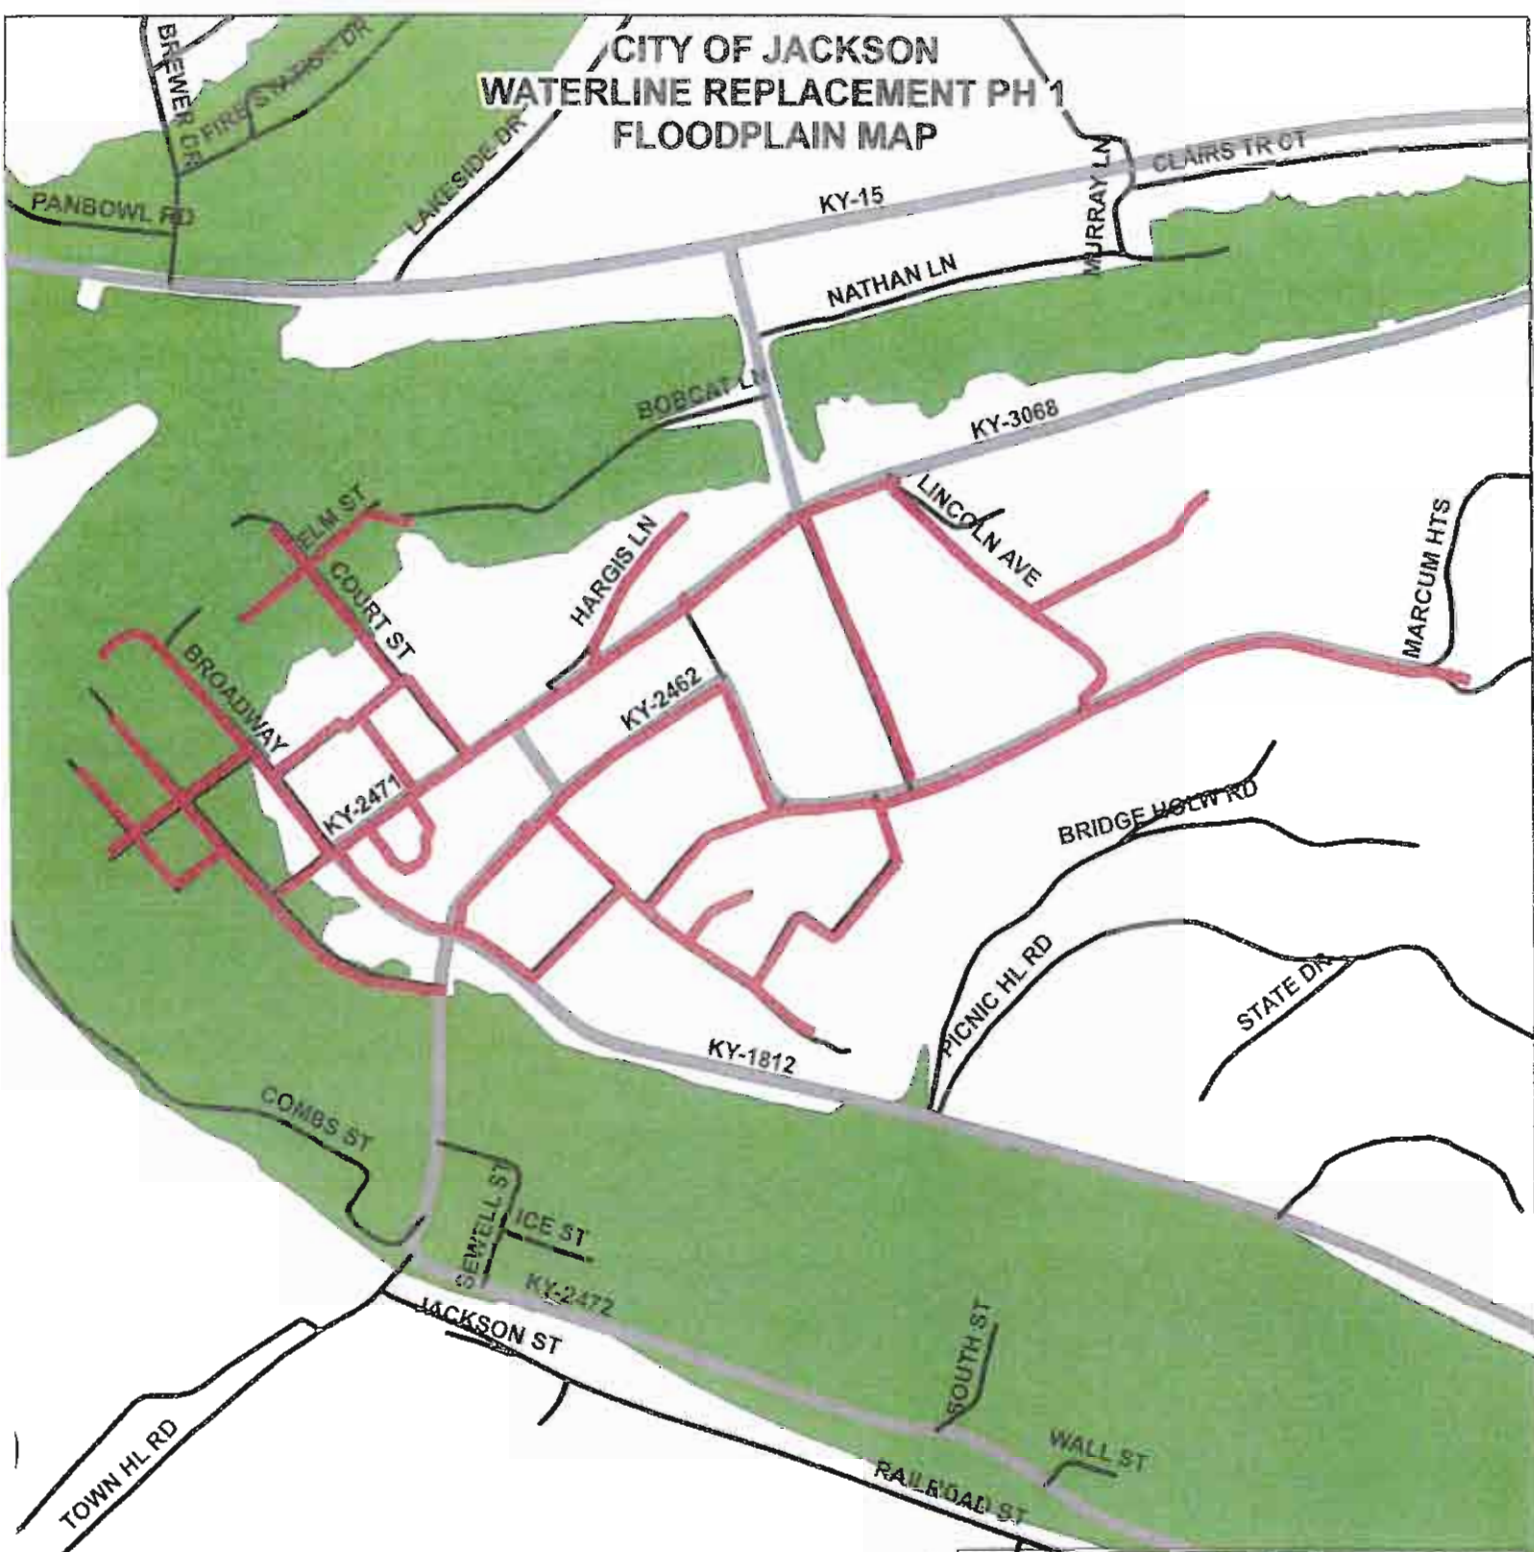 CITY OF JACKSON
WATERLINE REPLACEMENT PH 1
FLOODPLAIN MAP
BREWER DR
LAKESIDE DR
PANBOWL RD
KY-15
MURRAY LN
CLAIRS TR CT
NATHAN LN
BOBCAT LN
KY-3068
LINCOLN AVE
ELM ST
COURT ST
HARGIS LN
MARCUM HTS
BROADWAY
KY-2462
KY-2471
BRIDGE HOLW RD
PICNIC HL RD
STATE DR
KY-1812
COMBS ST
SEWELL ST
ICE ST
KY-2472
JACKSON ST
SOUTH ST
WALL ST
TOWN HL RD
RAILROAD ST